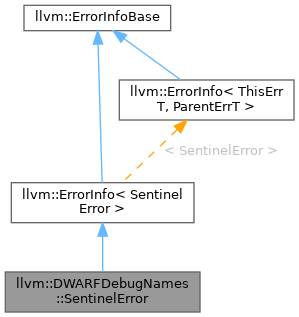 llvm::ErrorInfoBase
llvm::ErrorInfo< ThisErr
T, ParentErrT >
< SentinelError >
llvm::ErrorInfo< Sentinel
Error >
llvm::DWARFDebugNames
::SentinelError